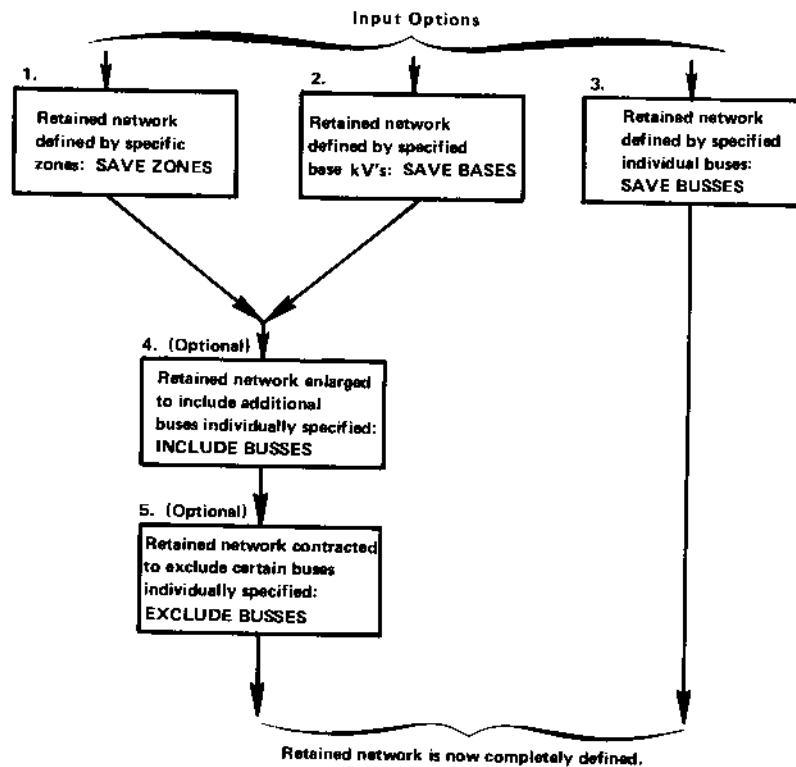 Input Options
1.
Retained network
defined by specific
zones: SAVE ZONES
2.
Retained network
defined by specified
base kV's: SAVE BASES
3.
Retained network
defined by specified
individual buses:
SAVE BUSSES
4. (Optional)
Retained network enlarged
to include additional
buses individually specified:
INCLUDE BUSSES
5. (Optional)
Retained network contracted
to exclude certain buses
individually specified:
EXCLUDE BUSSES
Retained network is now completely defined.